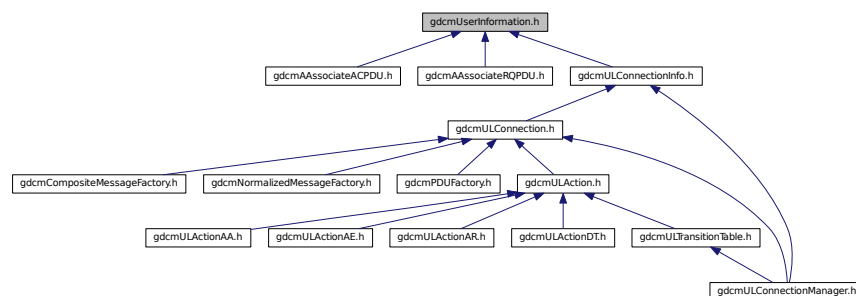 gdcmUserInformation.h
gdcmAAssociateACPDU.h
gdcmAAssociateRQPDU.h
gdcmULConnectionInfo.h
gdcmULConnection.h
gdcmCompositeMessageFactory.h
gdcmNormalizedMessageFactory.h
gdcmPDUFactory.h
gdcmULAction.h
gdcmULActionAA.h
gdcmULActionAE.h
gdcmULActionAR.h
gdcmULActionDT.h
gdcmULTransitionTable.h
gdcmULConnectionManager.h